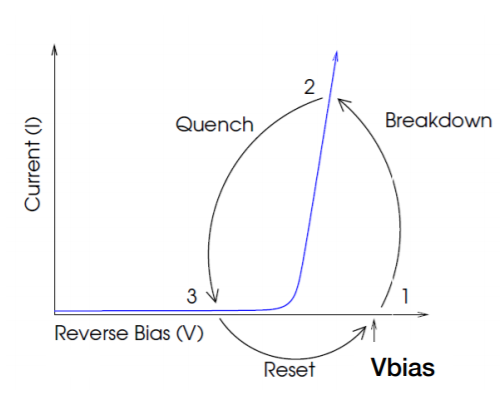 2
Quench
Breakdown
Current (I)
3
1
Reverse Bias (V)
Reset
Vbias